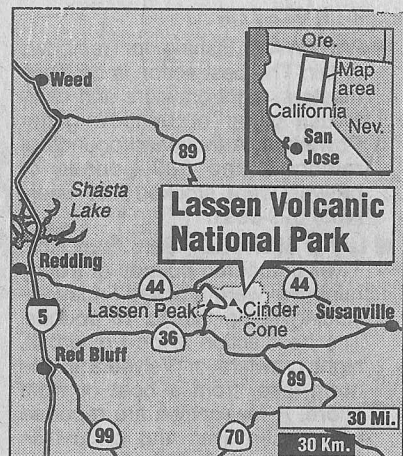 Ore.
Map
area
California
Nev.
San
Jose
Weed
89
Shasta
Lake
Lassen Volcanic
National Park
Redding
44
44
Lassen Peak
Cinder
Cone
Susanville
5
36
Red Bluff
89
99
70
30 Mi.
30 Km.